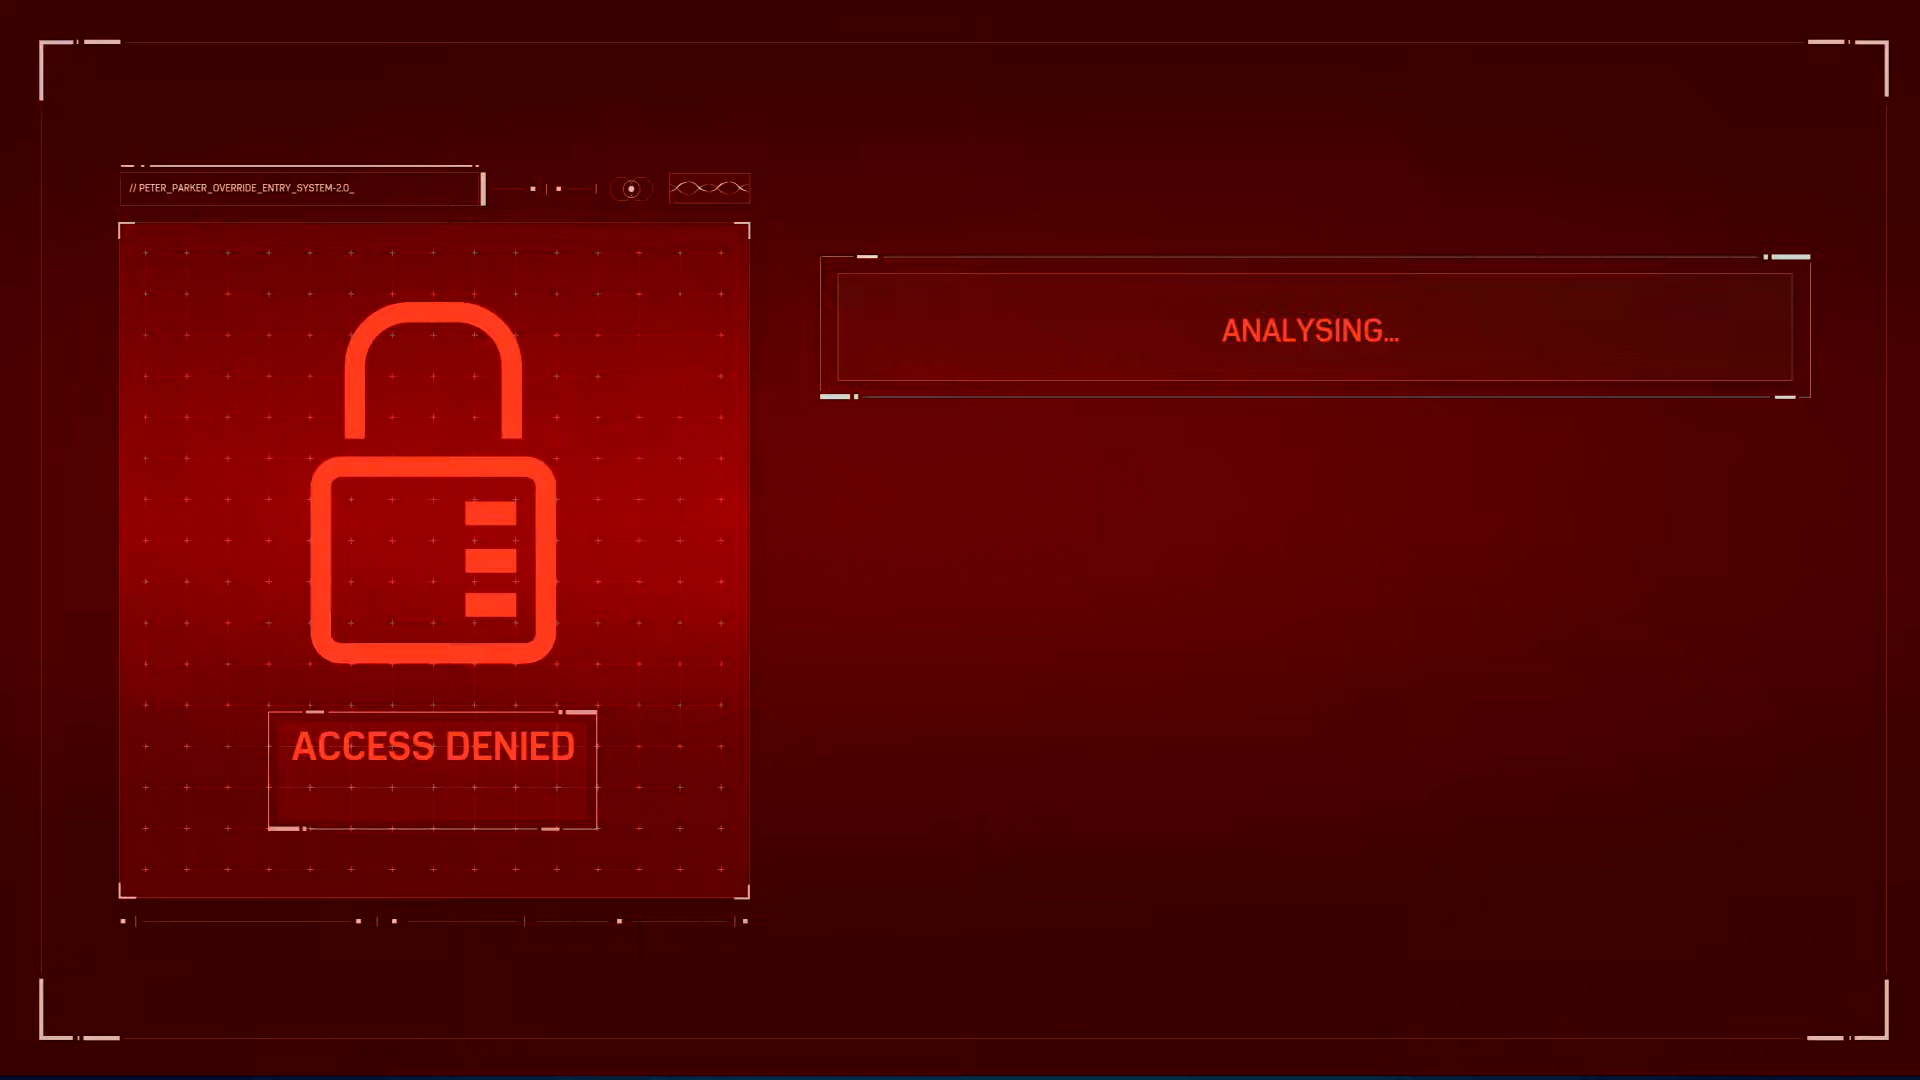 // PETER_PARKER_OVERRIDE_ENTRY_SYSTEM-2.0_
ANALYSING...
ACCESS DENIED